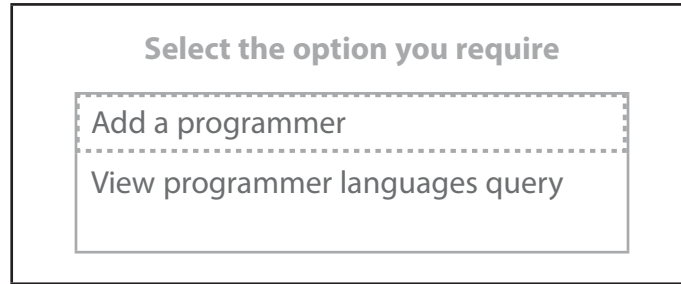 Select the option you require
Add a programmer
View programmer languages query